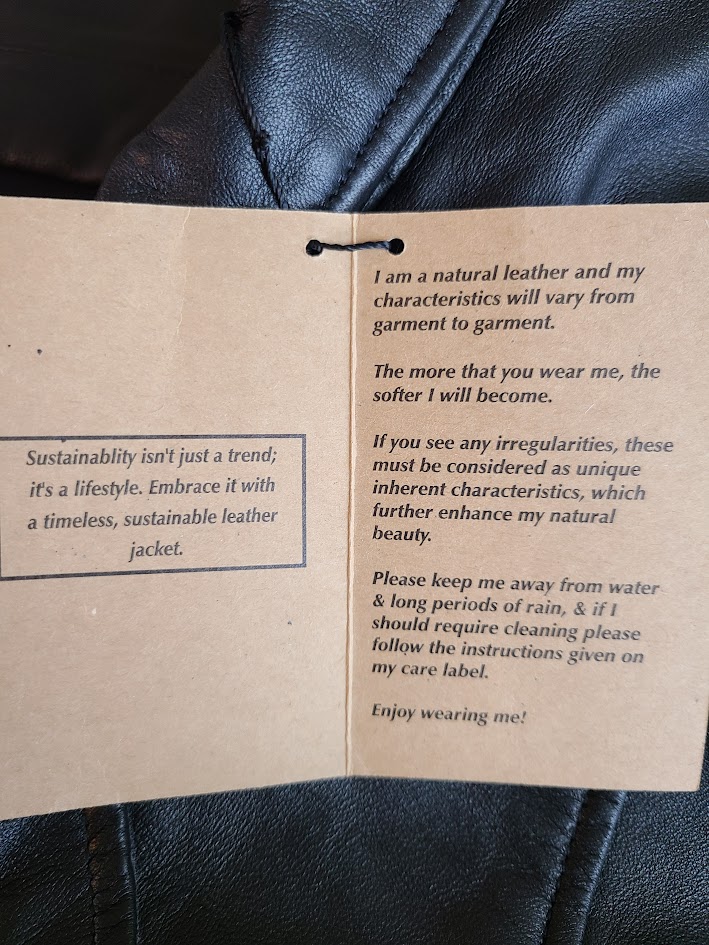 Sustainablity isn't just a trend;
it's a lifestyle. Embrace it with
a timeless, sustainable leather
jacket.
I am a natural leather and my
characteristics will vary from
garment to garment.
The more that you wear me, the
softer I will become.
If you see any irregularities, these
must be considered as unique
inherent characteristics, which
further enhance my natural
beauty.
Please keep me away from water
& long periods of rain, & if I
should require cleaning please
follow the instructions given on
my care label.
Enjoy wearing me!